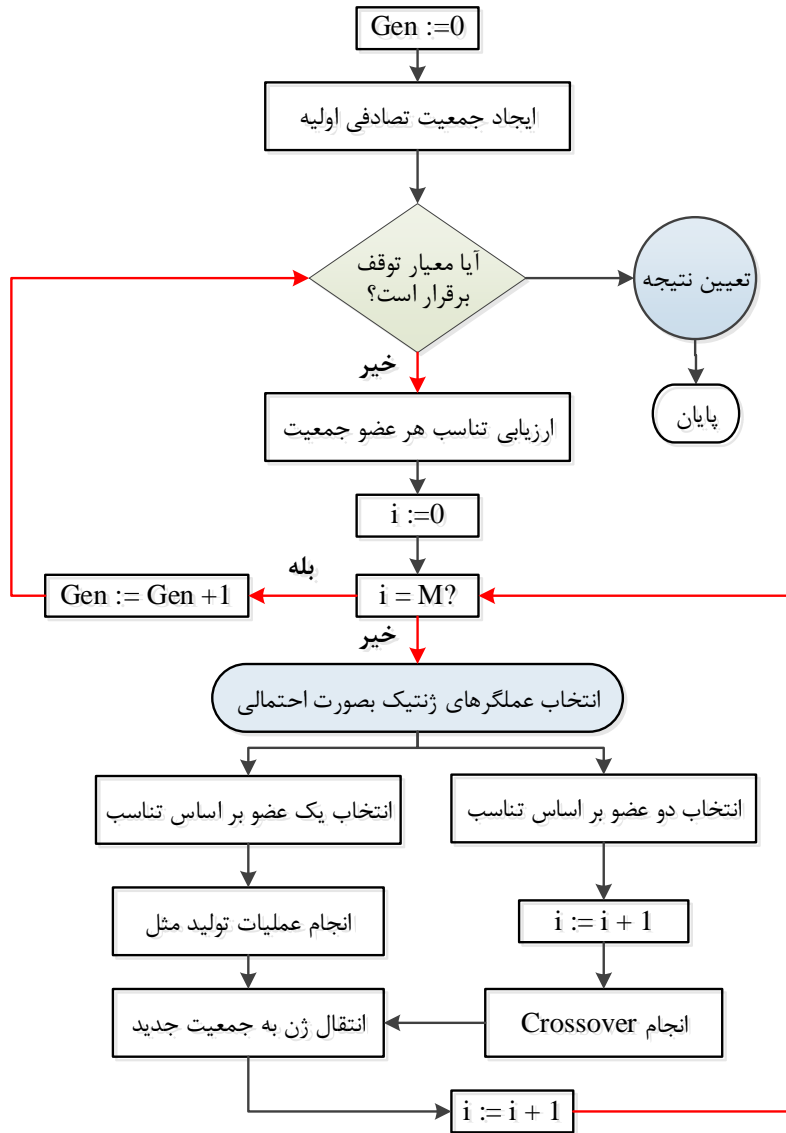 Gen :=0
ایجاد جمعیت تصادفی اولیه
آیا معیار توقف
برقرار است؟
تعیین نتیجه
پایان
خیر
ارزیابی تناسب هر عضو جمعیت
i :=0
بله
Gen := Gen +1
i = M?
خیر
انتخاب عملگرهای ژنتیک بصورت احتمالی
انتخاب دو عضو بر اساس تناسب
انتخاب یک عضو بر اساس تناسب
i := i + 1
انجام عملیات تولید مثل
انجام Crossover
انتقال ژن به جمعیت جدید
i := i + 1